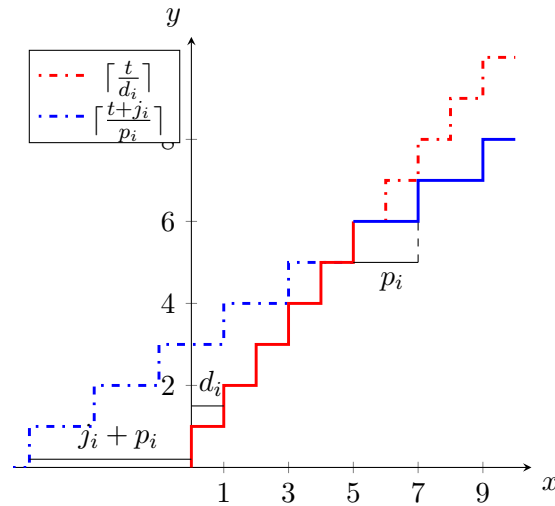 y
⌈t/d_i⌉
⌈(t+j_i)/p_i⌉
8
6
p_i
4
d_i
2
j_i + p_i
1 3 5 7 9
x